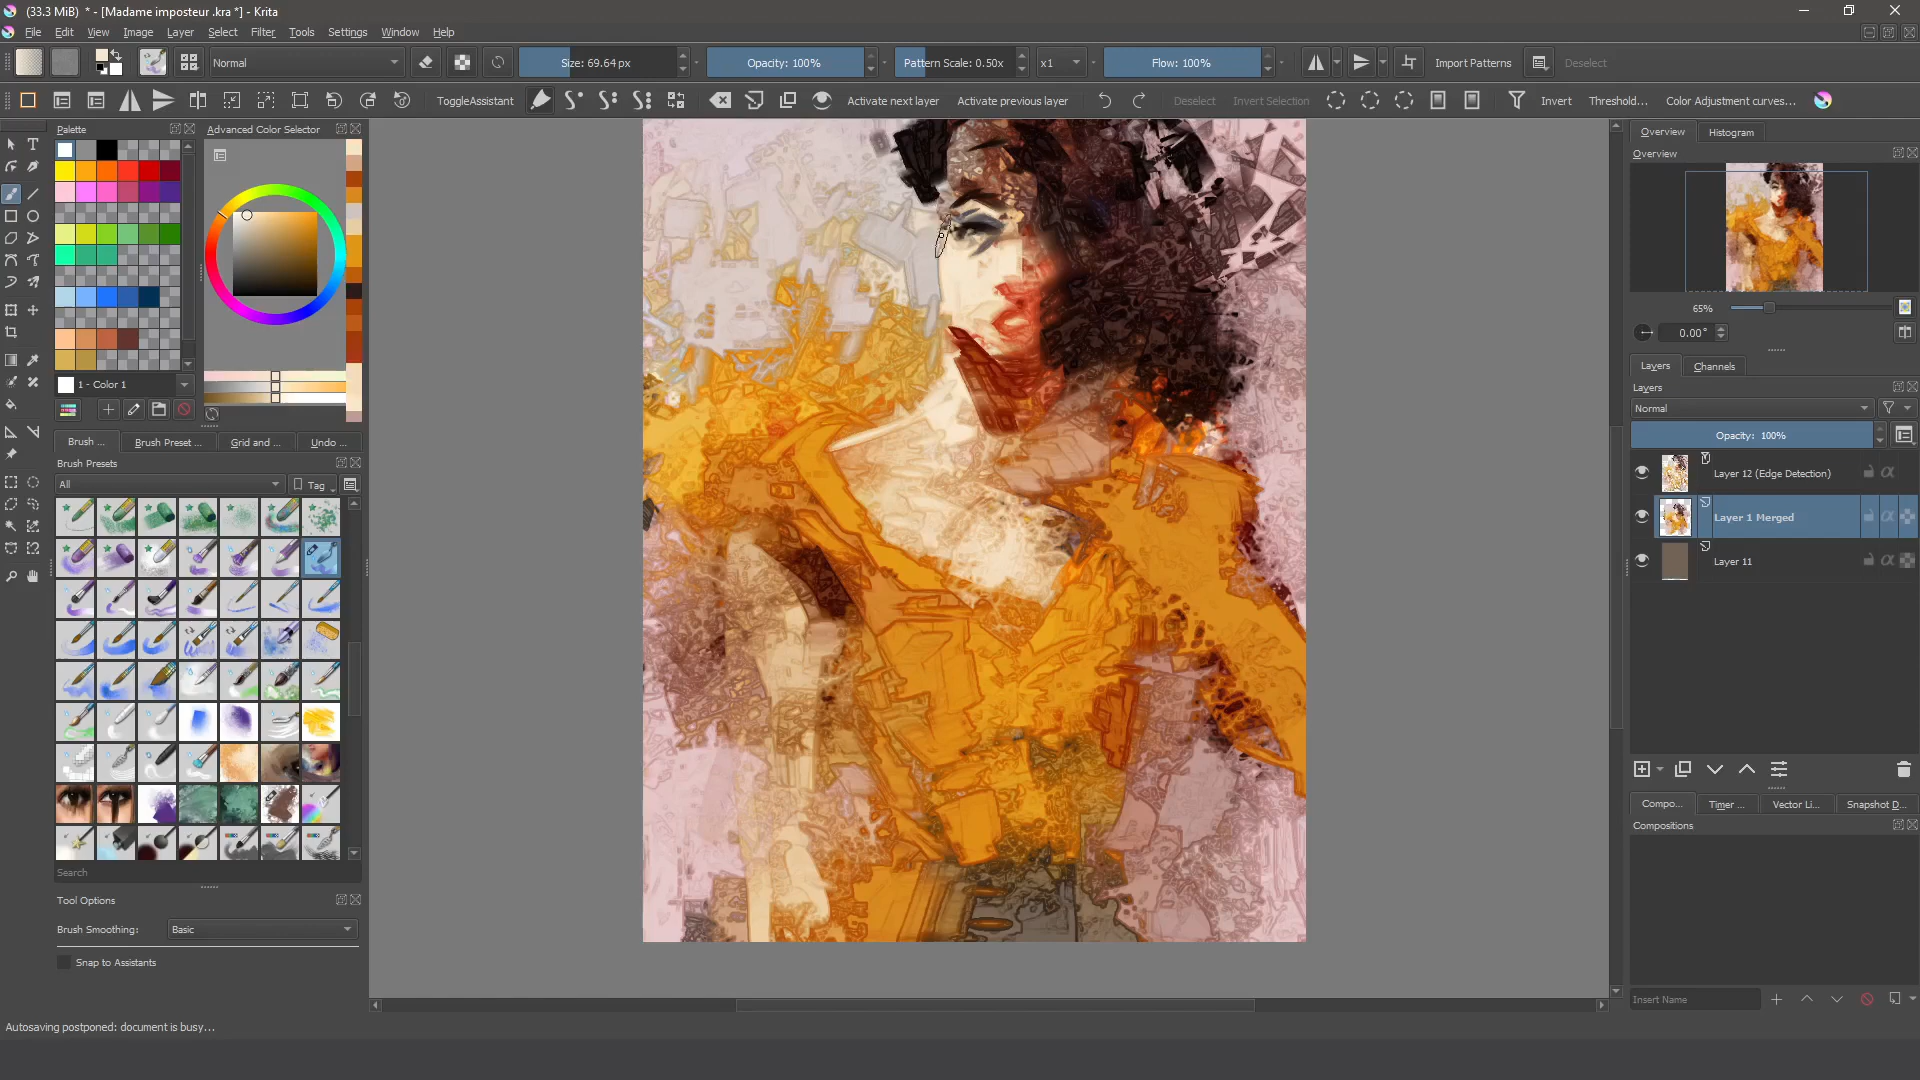 (33.3 MiB) * - [Madame imposteur .kra *] - Krita
File Edit View Image Layer Select Filter Tools Settings Window Help
Normal Size: 69.64 px Opacity: 100% Pattern Scale: 0.50x x1 Flow: 100% Import Patterns Deselect
ToggleAssistant Activate next layer Activate previous layer Deselect Invert Selection Invert Threshold... Color Adjustment curves...
Palette
Advanced Color Selector
1 - Color 1
Brush ... Brush Preset ... Grid and ... Undo ...
Brush Presets
All Tag
Search
Tool Options
Brush Smoothing: Basic
Snap to Assistants
Autosaving postponed: document is busy...
Overview Histogram
Overview
65%
0.00°
Layers Channels
Layers
Normal
Opacity: 100%
Layer 12 (Edge Detection)
Layer 1 Merged
Layer 11
Compo... Timer ... Vector Li... Snapshot D...
Compositions
Insert Name